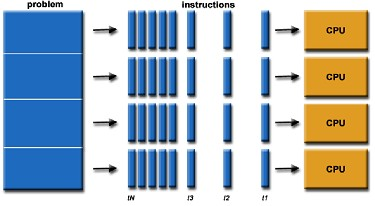 problem
instructions
CPU
CPU
CPU
CPU
tN t3 t2 t1